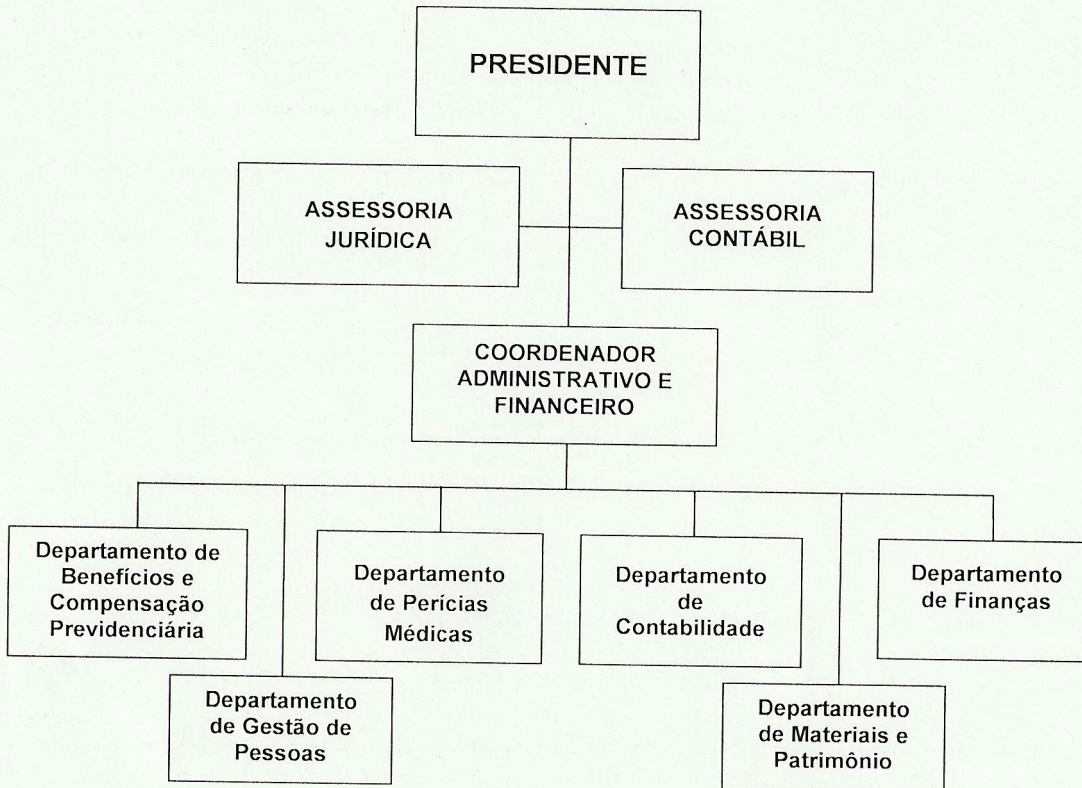 PRESIDENTE
ASSESSORIA
JURÍDICA
ASSESSORIA
CONTÁBIL
COORDENADOR
ADMINISTRATIVO E
FINANCEIRO
Departamento de
Benefícios e
Compensação
Previdenciária
Departamento
de Perícias
Médicas
Departamento
de
Contabilidade
Departamento
de Finanças
Departamento
de Gestão de
Pessoas
Departamento
de Materiais e
Patrimônio